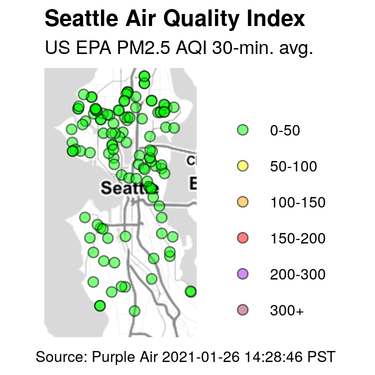 Seattle Air Quality Index
US EPA PM2.5 AQI 30-min. avg.
Seattle
0-50
50-100
100-150
150-200
200-300
300+
Source: Purple Air 2021-01-26 14:28:46 PST